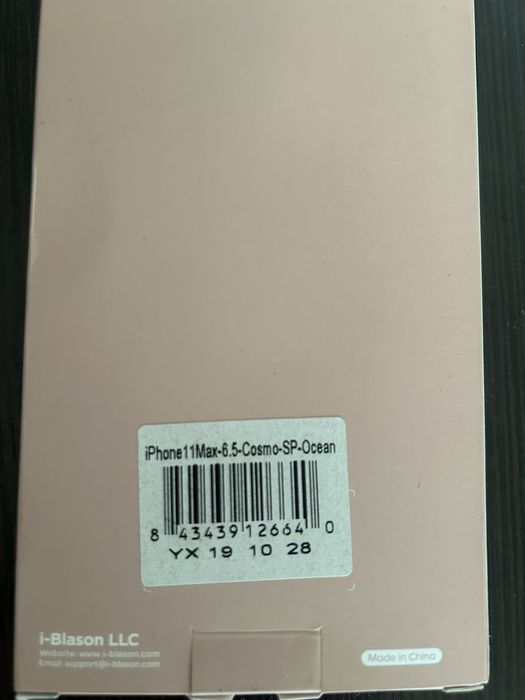 iPhone11Max-6.5-Cosmo-SP-Ocean
8 43439 12664 0
YX 19 10 28
i-Blason LLC
Website: www.i-blason.com
Email: support@i-blason.com
Made in China